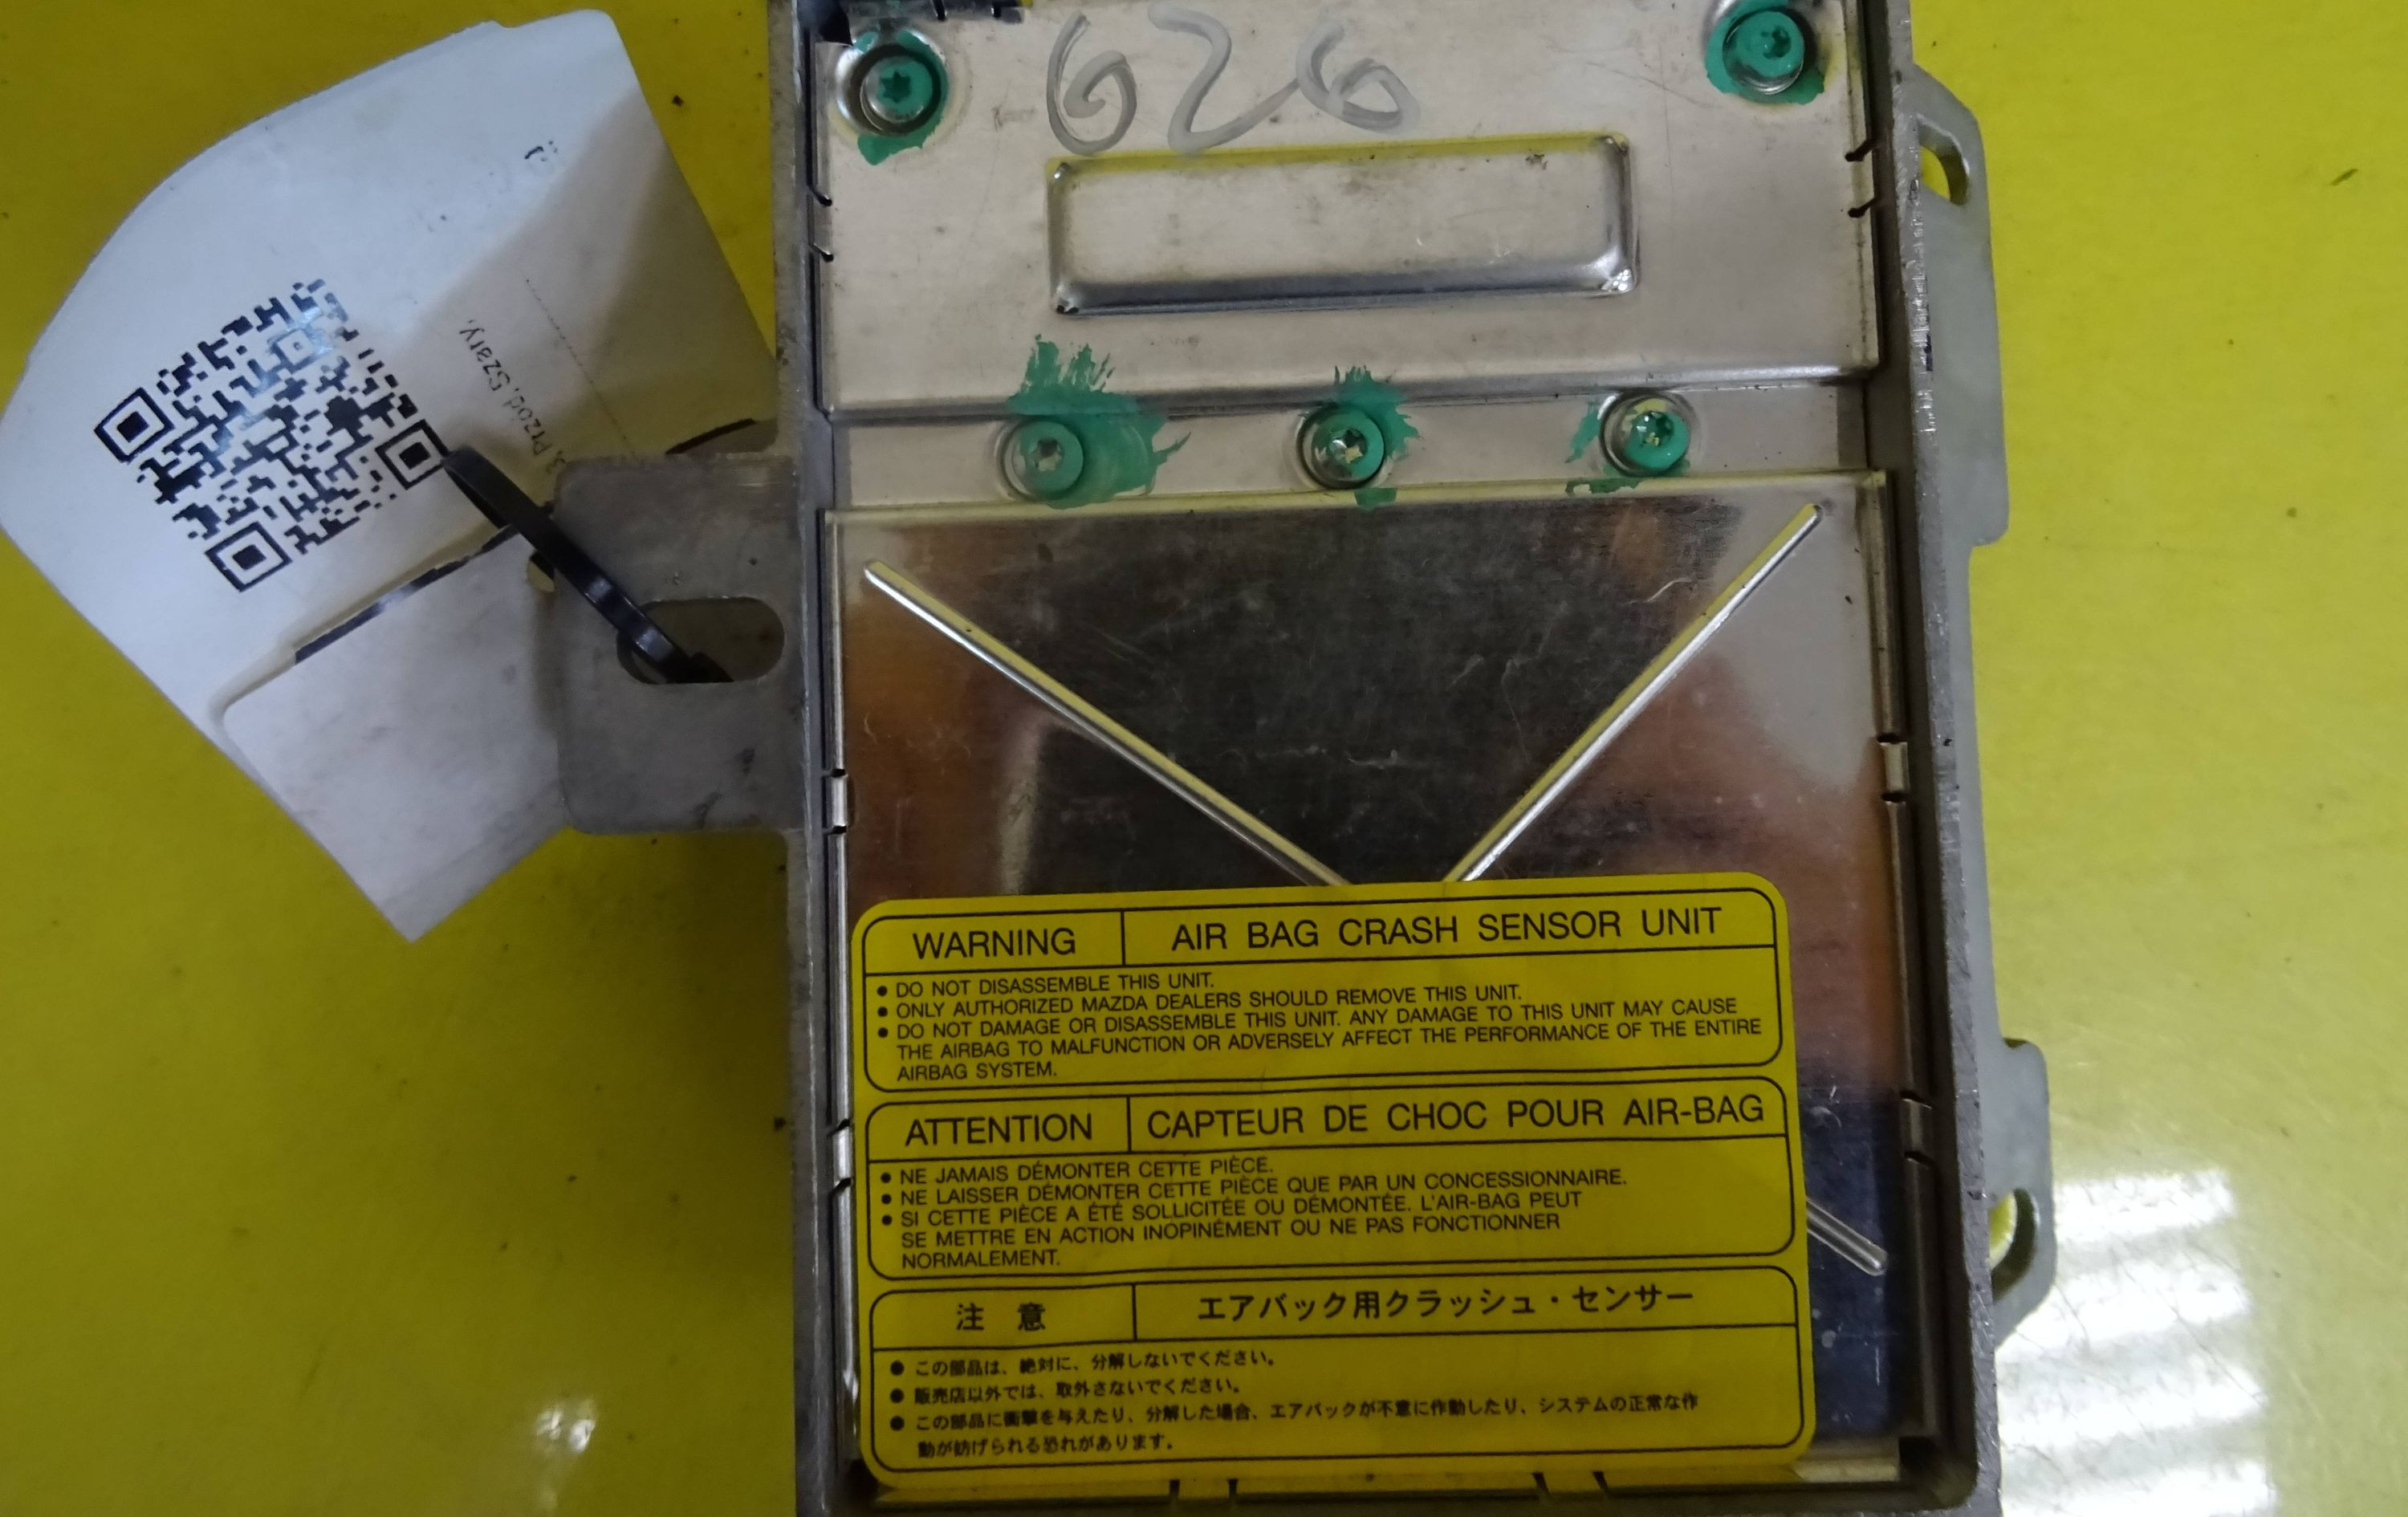 626
3, Przód, Szary,
WARNING
AIR BAG CRASH SENSOR UNIT
● DO NOT DISASSEMBLE THIS UNIT.
● ONLY AUTHORIZED MAZDA DEALERS SHOULD REMOVE THIS UNIT.
● DO NOT DAMAGE OR DISASSEMBLE THIS UNIT. ANY DAMAGE TO THIS UNIT MAY CAUSE
THE AIRBAG TO MALFUNCTION OR ADVERSELY AFFECT THE PERFORMANCE OF THE ENTIRE
AIRBAG SYSTEM.
ATTENTION
CAPTEUR DE CHOC POUR AIR-BAG
● NE JAMAIS DÉMONTER CETTE PIÈCE.
● NE LAISSER DÉMONTER CETTE PIÈCE QUE PAR UN CONCESSIONNAIRE.
● SI CETTE PIÈCE A ÉTÉ SOLLICITÉE OU DÉMONTÉE. L'AIR-BAG PEUT
SE METTRE EN ACTION INOPINÉMENT OU NE PAS FONCTIONNER
NORMALEMENT.
注 意
エアバック用クラッシュ・センサー
● この部品は、絶対に、分解しないでください。
● 販売店以外では、取外さないでください。
● この部品に衝撃を与えたり、分解した場合、エアバックが不意に作動したり、システムの正常な作
動が妨げられる恐れがあります。